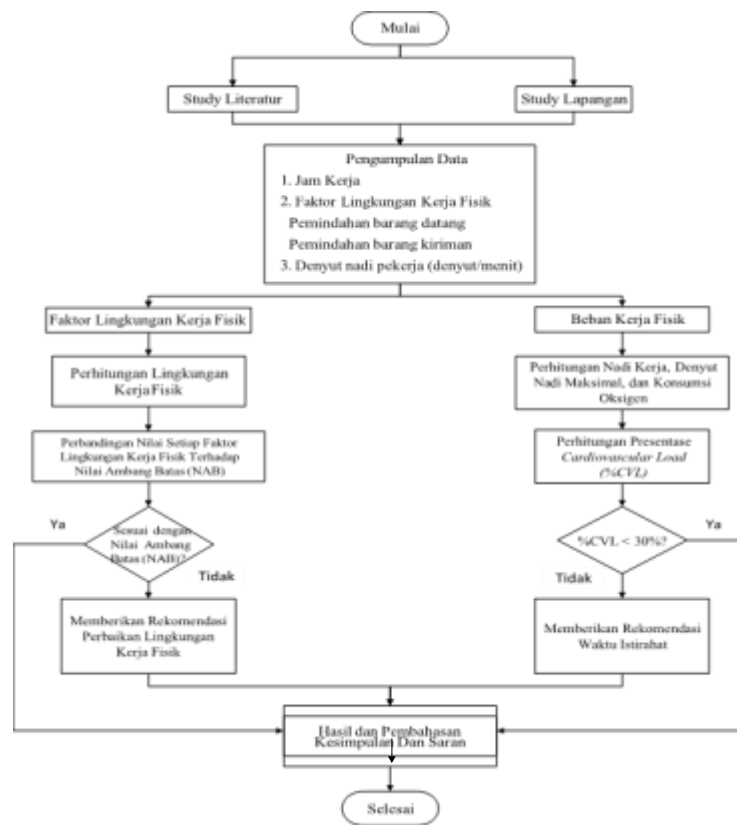 Mulai
Study Literatur
Study Lapangan
Pengumpulan Data
1. Jam Kerja
2. Faktor Lingkungan Kerja Fisik
Pemindahan barang datang
Pemindahan barang kiriman
3. Denyut nadi pekerja (denyut/menit)
Faktor Lingkungan Kerja Fisik
Perhitungan Lingkungan
Kerja Fisik
Perbandingan Nilai Setiap Faktor
Lingkungan Kerja Fisik Terhadap
Nilai Ambang Batas (NAB)
Ya
Sesuai dengan
Nilai Ambang
Batas (NAB)?
Tidak
Memberikan Rekomendasi
Perbaikan Lingkungan
Kerja Fisik
Beban Kerja Fisik
Perhitungan Nadi Kerja, Denyut
Nadi Maksimal, dan Konsumsi
Oksigen
Perhitungan Presentase
Cardiovascular Load
(%CVL)
%CVL < 30%?
Ya
Tidak
Memberikan Rekomendasi
Waktu Istirahat
Hasil dan Pembahasan
Kesimpulan Dan Saran
Selesai